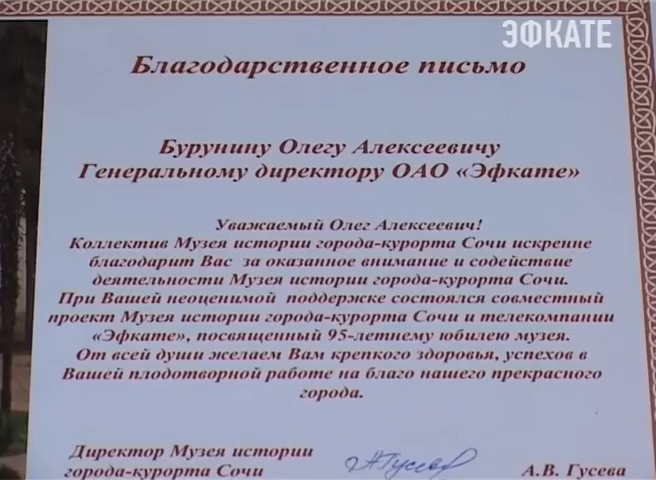 ЭФКАТЕ
Благодарственное письмо
Бурунину Олегу Алексеевичу
Генеральному директору ОАО «Эфкате»
Уважаемый Олег Алексеевич!
Коллектив Музея истории города-курорта Сочи искренне
благодарит Вас за оказанное внимание и содействие
деятельности Музея истории города-курорта Сочи.
При Вашей неоценимой поддержке состоялся совместный
проект Музея истории города-курорта Сочи и телекомпании
«Эфкате», посвященный 95-летнему юбилею музея.
От всей души желаем Вам крепкого здоровья, успехов в
Вашей плодотворной работе на благо нашего прекрасного
города.
Директор Музея истории
города-курорта Сочи А.В. Гусева